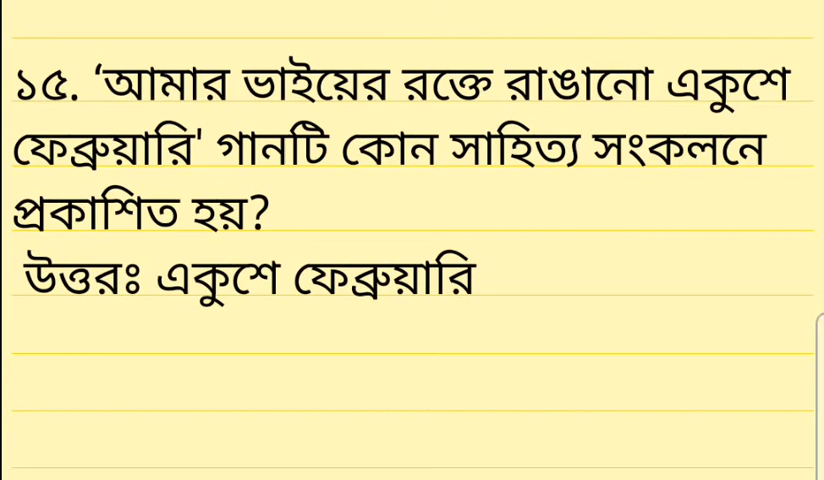 ১৫. ‘আমার ভাইয়ের রক্তে রাঙানো একুশে
ফেব্রুয়ারি' গানটি কোন সাহিত্য সংকলনে
প্রকাশিত হয়?
উত্তরঃ একুশে ফেব্রুয়ারি